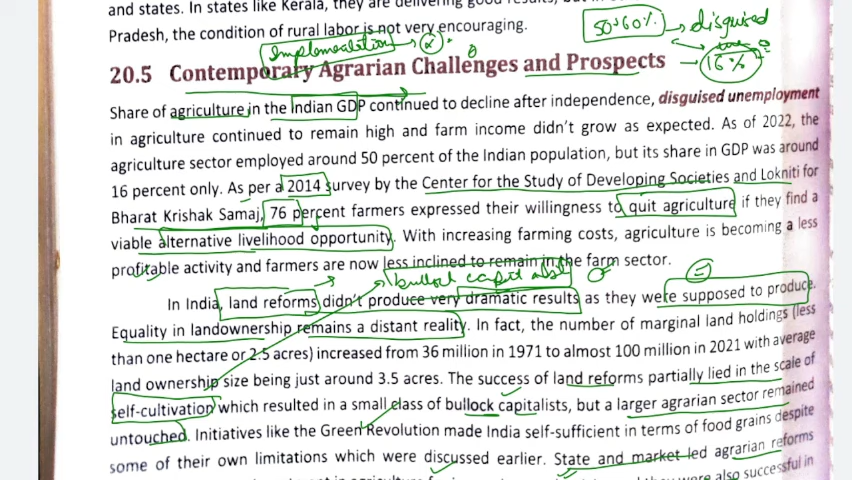 and states. In states like Kerala, they are delivering good results, but in
Pradesh, the condition of rural labor is not very encouraging.
50-60% → disguised
Implementation → (x)
16%
20.5 Contemporary Agrarian Challenges and Prospects
Share of agriculture in the Indian GDP continued to decline after independence, disguised unemployment
in agriculture continued to remain high and farm income didn't grow as expected. As of 2022, the
agriculture sector employed around 50 percent of the Indian population, but its share in GDP was around
16 percent only. As per a 2014 survey by the Center for the Study of Developing Societies and Lokniti for
Bharat Krishak Samaj, 76 percent farmers expressed their willingness to quit agriculture if they find a
viable alternative livelihood opportunity. With increasing farming costs, agriculture is becoming a less
profitable activity and farmers are now less inclined to remain in the farm sector.
bullock capitalist
In India, land reforms didn't produce very dramatic results as they were supposed to produce.
Equality in landownership remains a distant reality. In fact, the number of marginal land holdings (less
than one hectare or 2.5 acres) increased from 36 million in 1971 to almost 100 million in 2021 with average
land ownership size being just around 3.5 acres. The success of land reforms partially lied in the scale of
self-cultivation which resulted in a small class of bullock capitalists, but a larger agrarian sector remained
untouched. Initiatives like the Green Revolution made India self-sufficient in terms of food grains despite
some of their own limitations which were discussed earlier. State and market led agrarian reforms
were also successful in